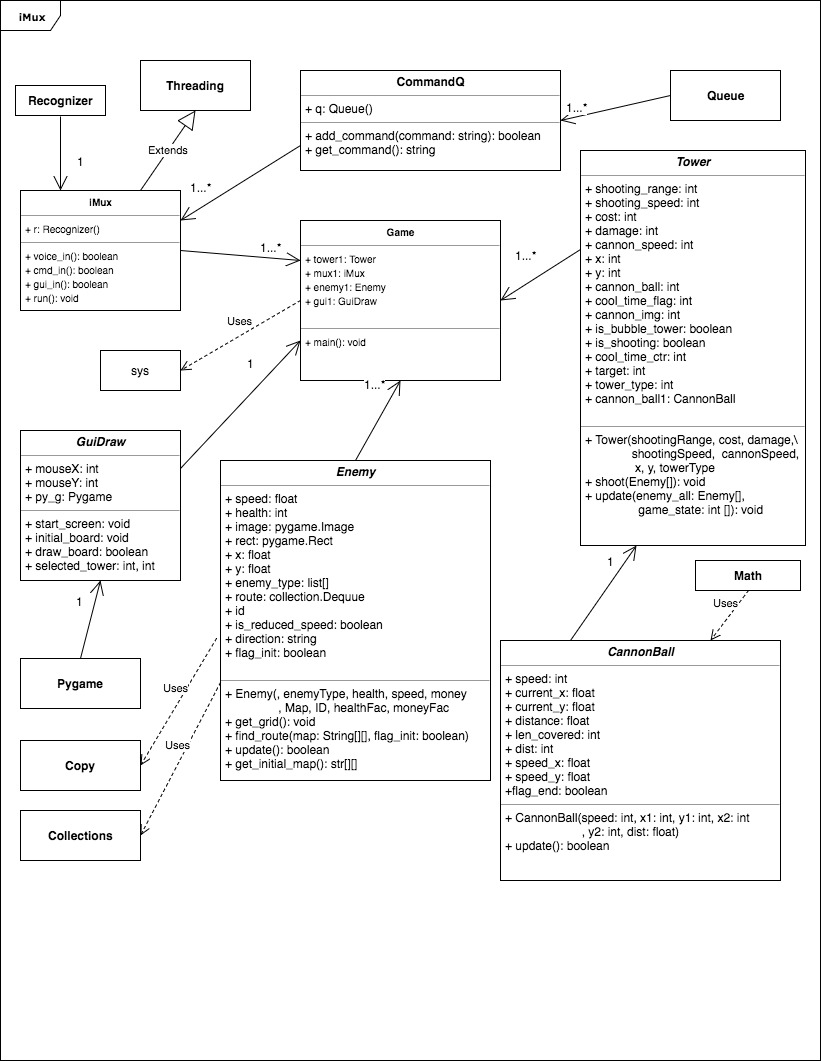 iMux
Recognizer
Threading
Extends
1
CommandQ
+ q: Queue()
+ add_command(command: string): boolean
+ get_command(): string
1...*
Queue
1...*
iMux
+ r: Recognizer()
+ voice_in(): boolean
+ cmd_in(): boolean
+ gui_in(): boolean
+ run(): void
1...*
Game
+ tower1: Tower
+ mux1: iMux
+ enemy1: Enemy
+ gui1: GuiDraw
+ main(): void
1...*
Tower
+ shooting_range: int
+ shooting_speed: int
+ cost: int
+ damage: int
+ cannon_speed: int
+ x: int
+ y: int
+ cannon_ball: int
+ cool_time_flag: int
+ cannon_img: int
+ is_bubble_tower: boolean
+ is_shooting: boolean
+ cool_time_ctr: int
+ target: int
+ tower_type: int
+ cannon_ball1: CannonBall
+ Tower(shootingRange, cost, damage,\
shootingSpeed, cannonSpeed,
x, y, towerType
+ shoot(Enemy[]): void
+ update(enemy_all: Enemy[],
game_state: int []): void
Uses
sys
1
1...*
GuiDraw
+ mouseX: int
+ mouseY: int
+ py_g: Pygame
+ start_screen: void
+ initial_board: void
+ draw_board: boolean
+ selected_tower: int, int
1
Pygame
Enemy
+ speed: float
+ health: int
+ image: pygame.Image
+ rect: pygame.Rect
+ x: float
+ y: float
+ enemy_type: list[]
+ route: collection.Dequue
+ id
+ is_reduced_speed: boolean
+ direction: string
+ flag_init: boolean
+ Enemy(, enemyType, health, speed, money
, Map, ID, healthFac, moneyFac
+ get_grid(): void
+ find_route(map: String[][], flag_init: boolean)
+ update(): boolean
+ get_initial_map(): str[][]
Uses
Copy
Uses
Collections
1
Math
Uses
CannonBall
+ speed: int
+ current_x: float
+ current_y: float
+ distance: float
+ len_covered: int
+ dist: int
+ speed_x: float
+ speed_y: float
+flag_end: boolean
+ CannonBall(speed: int, x1: int, y1: int, x2: int
, y2: int, dist: float)
+ update(): boolean